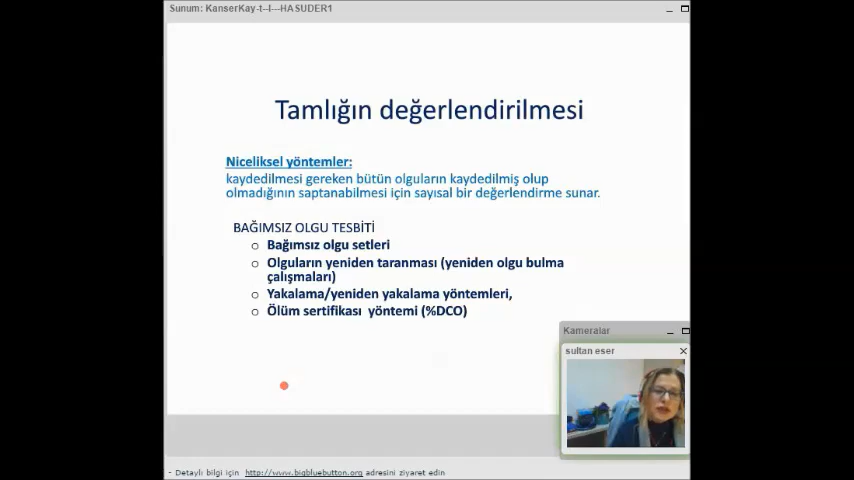 Sunum: KanserKay-t--I---HASUDER1
Tamlığın değerlendirilmesi
Niceliksel yöntemler:
kaydedilmesi gereken bütün olguların kaydedilmiş olup
olmadığının saptanabilmesi için sayısal bir değerlendirme sunar.
BAĞIMSIZ OLGU TESBİTİ
o Bağımsız olgu setleri
o Olguların yeniden taranması (yeniden olgu bulma
çalışmaları)
o Yakalama/yeniden yakalama yöntemleri,
o Ölüm sertifikası yöntemi (%DCO)
Kameralar
sultan eser
- Detaylı bilgi için http://www.bigbluebutton.org adresini ziyaret edin